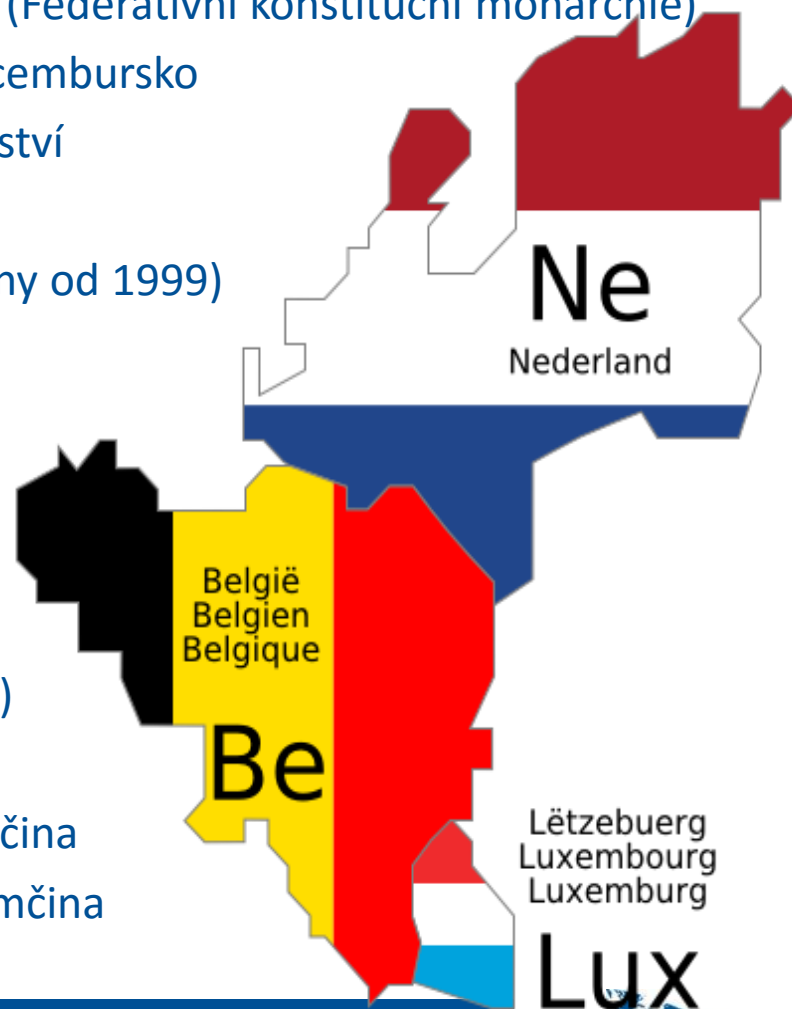 (Federativní konstituční monarchie)
cembursko
ství
ny od 1999)
Ne
Nederland
België
Belgien
Belgique
)
Be
čina
mčina
Lëtzebuerg
Luxembourg
Luxemburg
Lux